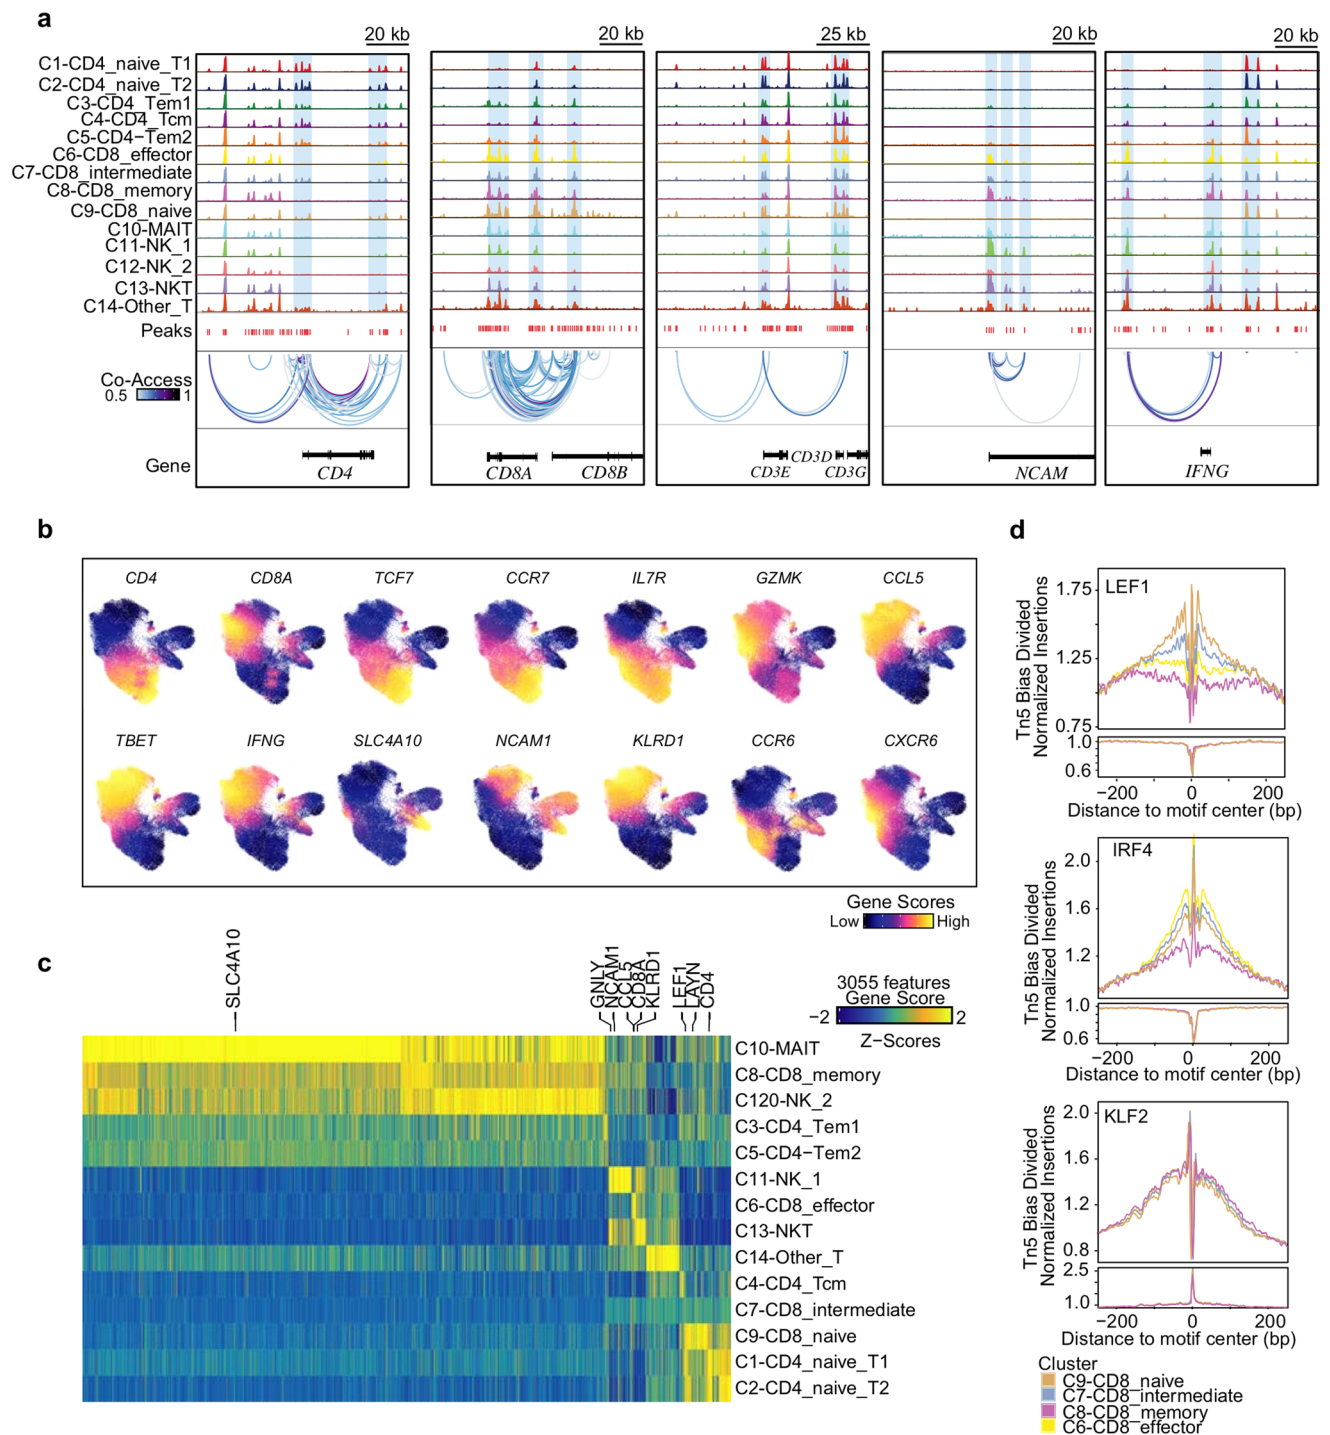 a
20 kb
20 kb
25 kb
20 kb
20 kb
C1-CD4_naive_T1
C2-CD4_naive_T2
C3-CD4_Tem1
C4-CD4_Tcm
C5-CD4-Tem2
C6-CD8_effector
C7-CD8_intermediate
C8-CD8_memory
C9-CD8_naive
C10-MAIT
C11-NK_1
C12-NK_2
C13-NKT
C14-Other_T
Peaks
Co-Access
0.5 1
Gene
CD4
CD8A CD8B
CD3E CD3D CD3G
NCAM
IFNG
b
CD4 CD8A TCF7 CCR7 IL7R GZMK CCL5
TBET IFNG SLC4A10 NCAM1 KLRD1 CCR6 CXCR6
Gene Scores
Low High
c
SLC4A10
GNLY
NCAM1
CCL5
CD8A
KLRD1
LEF1
LAYN
CD4
3055 features
Gene Score
−2 2
Z−Scores
C10-MAIT
C8-CD8_memory
C120-NK_2
C3-CD4_Tem1
C5-CD4−Tem2
C11-NK_1
C6-CD8_effector
C13-NKT
C14-Other_T
C4-CD4_Tcm
C7-CD8_intermediate
C9-CD8_naive
C1-CD4_naive_T1
C2-CD4_naive_T2
d
LEF1
Tn5 Bias Divided
Normalized Insertions
1.75
1.25
0.75
1.0
0.6
−200 0 200
Distance to motif center (bp)
IRF4
Tn5 Bias Divided
Normalized Insertions
2.0
1.6
1.2
1.0
0.6
−200 0 200
Distance to motif center (bp)
KLF2
Tn5 Bias Divided
Normalized Insertions
2.0
1.6
1.2
0.8
2.5
1.0
−200 0 200
Distance to motif center (bp)
Cluster
C9-CD8_naive
C7-CD8_intermediate
C8-CD8_memory
C6-CD8_effector